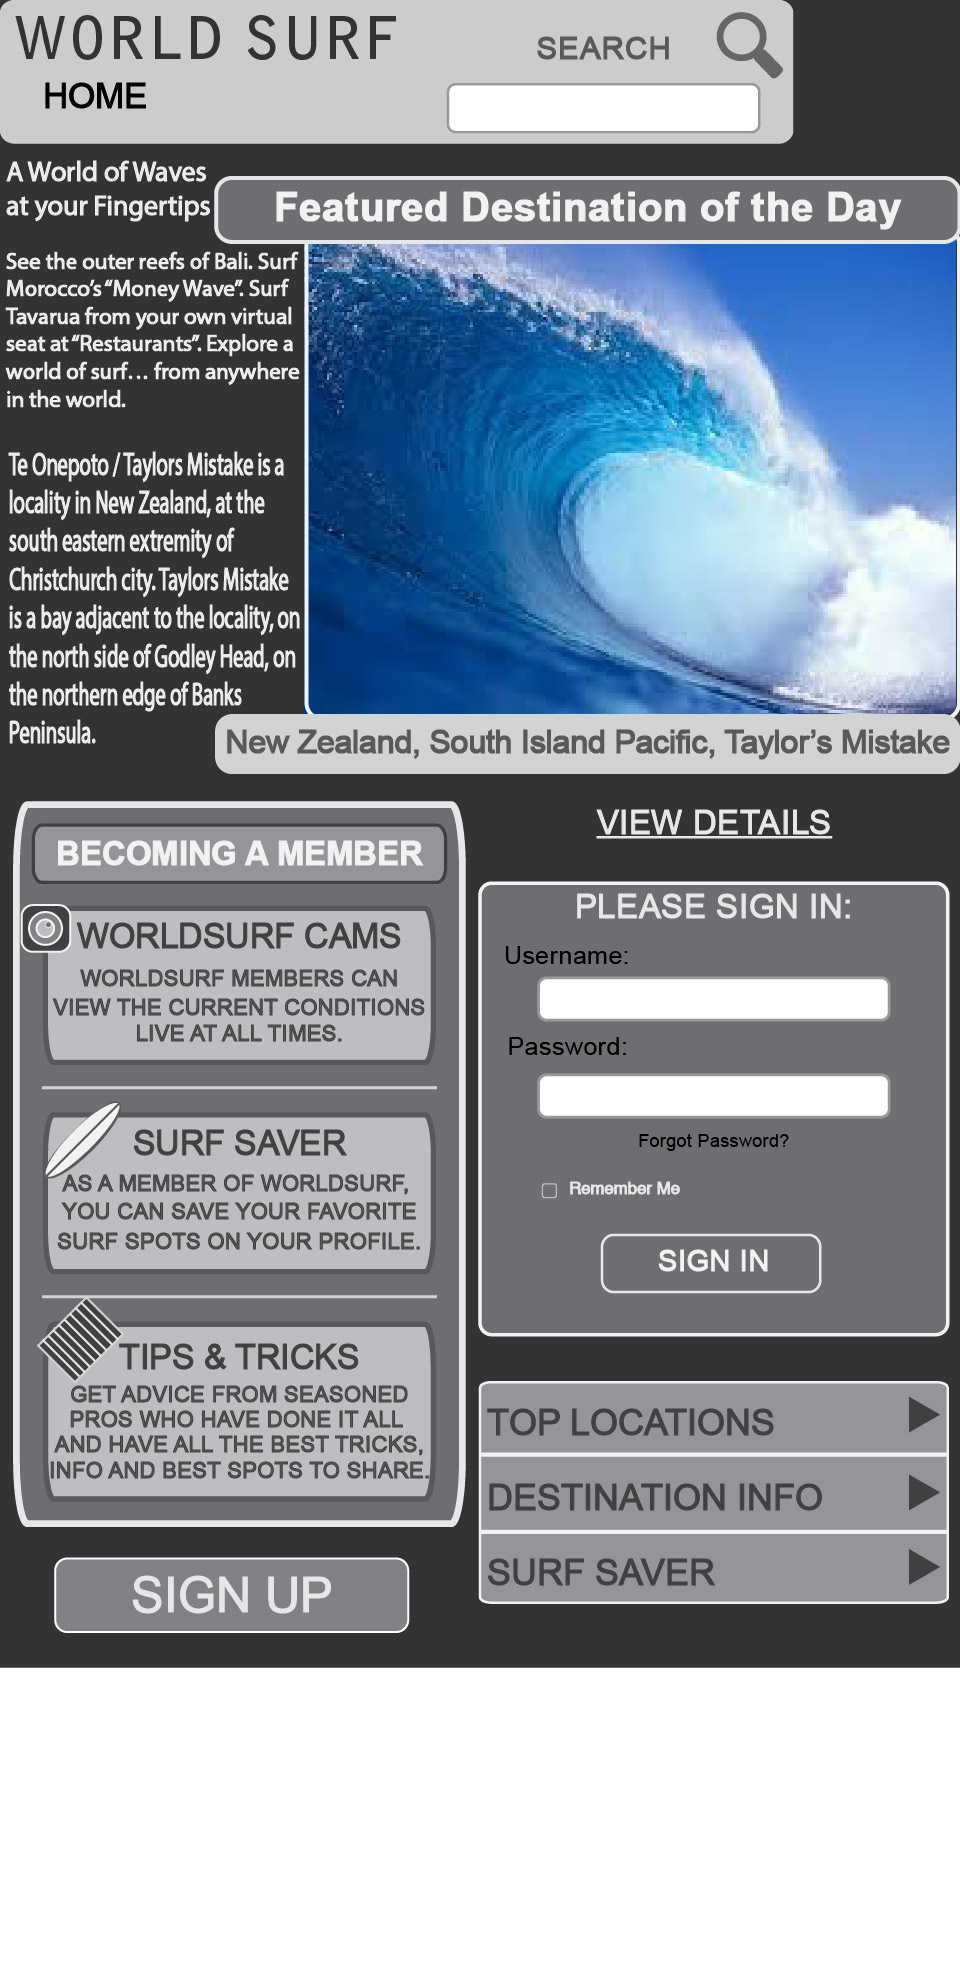 WORLD SURF
SEARCH
HOME
A World of Waves
at your Fingertips
Featured Destination of the Day
See the outer reefs of Bali. Surf
Morocco’s “Money Wave”. Surf
Tavarua from your own virtual
seat at “Restaurants”. Explore a
world of surf… from anywhere
in the world.
Te Onepoto / Taylors Mistake is a
locality in New Zealand, at the
south eastern extremity of
Christchurch city. Taylors Mistake
is a bay adjacent to the locality, on
the north side of Godley Head, on
the northern edge of Banks
Peninsula.
New Zealand, South Island Pacific, Taylor’s Mistake
VIEW DETAILS
BECOMING A MEMBER
WORLDSURF CAMS
WORLDSURF MEMBERS CAN
VIEW THE CURRENT CONDITIONS
LIVE AT ALL TIMES.
SURF SAVER
AS A MEMBER OF WORLDSURF,
YOU CAN SAVE YOUR FAVORITE
SURF SPOTS ON YOUR PROFILE.
TIPS & TRICKS
GET ADVICE FROM SEASONED
PROS WHO HAVE DONE IT ALL
AND HAVE ALL THE BEST TRICKS,
INFO AND BEST SPOTS TO SHARE.
SIGN UP
PLEASE SIGN IN:
Username:
Password:
Forgot Password?
Remember Me
SIGN IN
TOP LOCATIONS
DESTINATION INFO
SURF SAVER